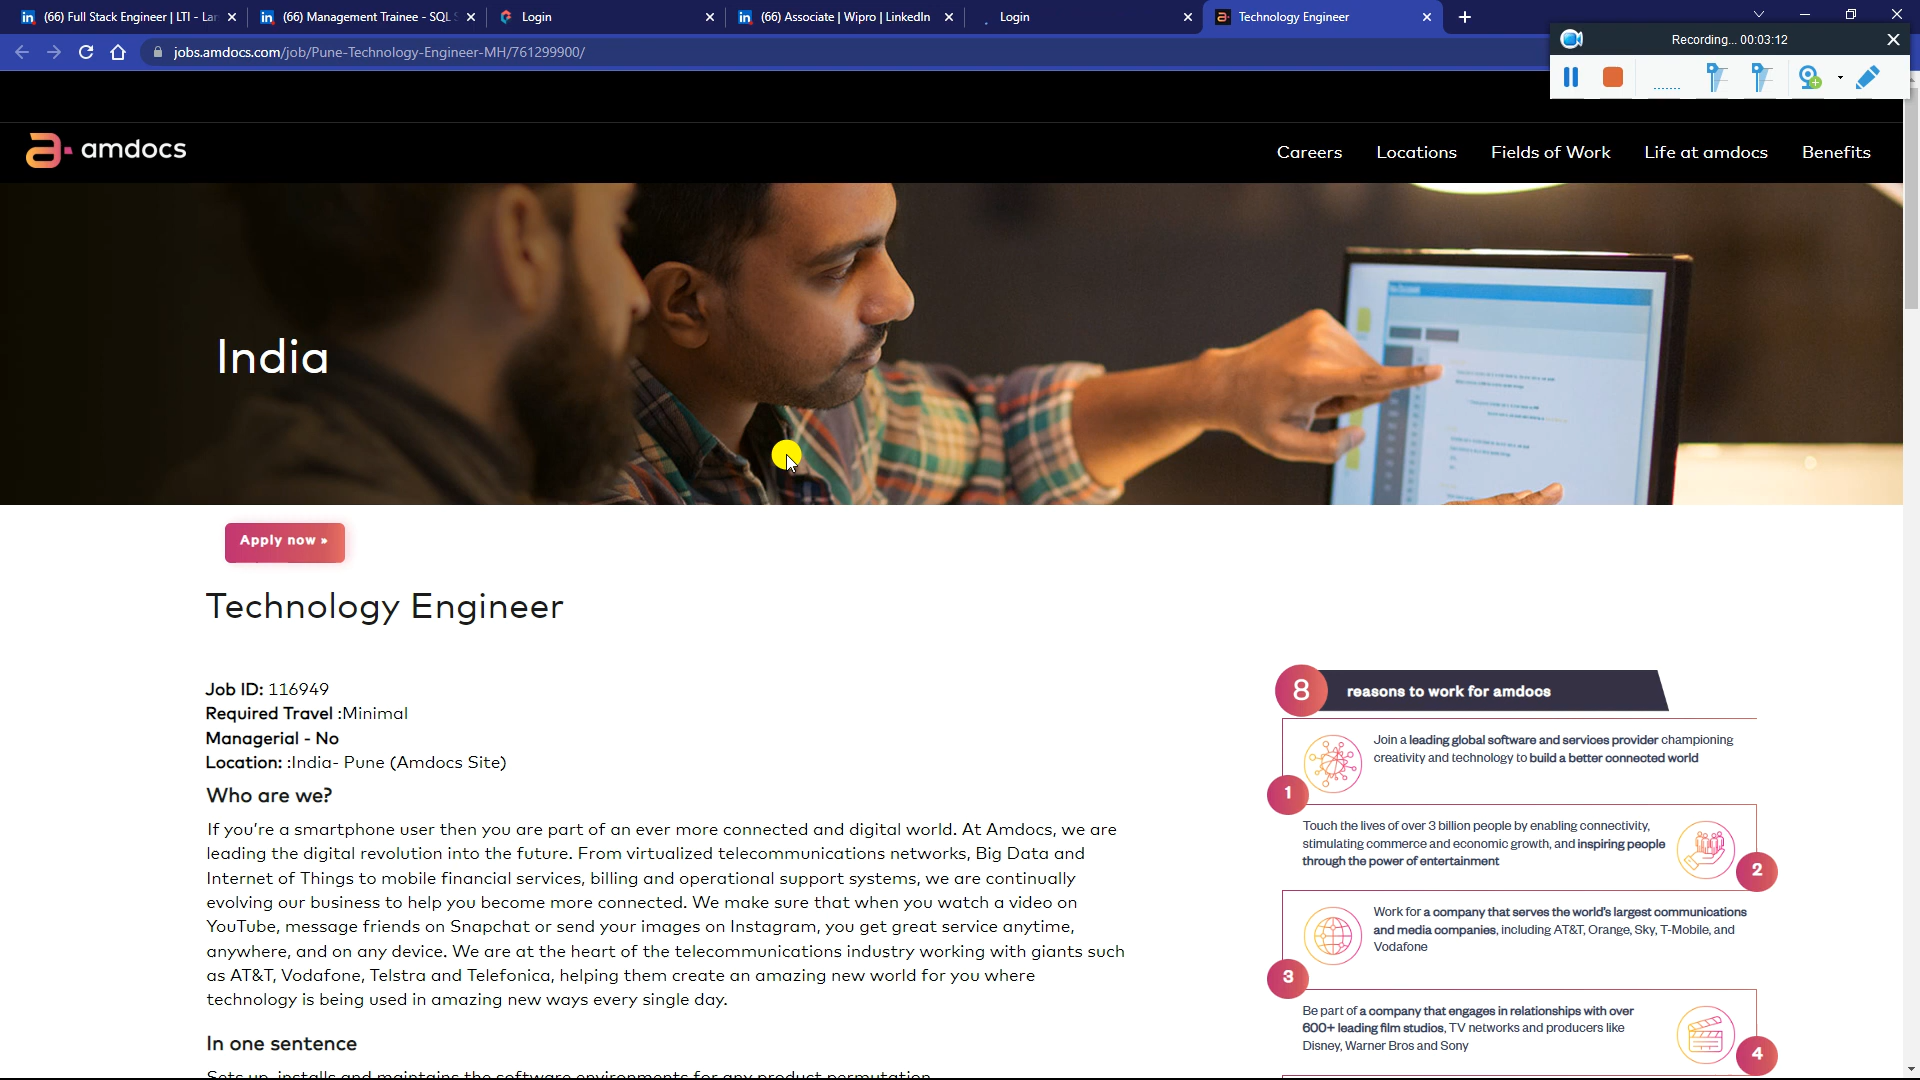 (66) Full Stack Engineer | LTI - Lar
(66) Management Trainee - SQL S
Login
(66) Associate | Wipro | LinkedIn
Login
Technology Engineer
jobs.amdocs.com/job/Pune-Technology-Engineer-MH/761299900/
Recording... 00:03:12
amdocs
Careers
Locations
Fields of Work
Life at amdocs
Benefits
India
Apply now »
Technology Engineer
Job ID: 116949
Required Travel :Minimal
Managerial - No
Location: :India- Pune (Amdocs Site)
Who are we?
If you're a smartphone user then you are part of an ever more connected and digital world. At Amdocs, we are
leading the digital revolution into the future. From virtualized telecommunications networks, Big Data and
Internet of Things to mobile financial services, billing and operational support systems, we are continually
evolving our business to help you become more connected. We make sure that when you watch a video on
YouTube, message friends on Snapchat or send your images on Instagram, you get great service anytime,
anywhere, and on any device. We are at the heart of the telecommunications industry working with giants such
as AT&T, Vodafone, Telstra and Telefonica, helping them create an amazing new world for you where
technology is being used in amazing new ways every single day.
In one sentence
Sets up, installs and maintains the software environments for any product permutation
8 reasons to work for amdocs
Join a leading global software and services provider championing
creativity and technology to build a better connected world
1
Touch the lives of over 3 billion people by enabling connectivity,
stimulating commerce and economic growth, and inspiring people
through the power of entertainment
2
Work for a company that serves the world's largest communications
and media companies, including AT&T, Orange, Sky, T-Mobile, and
Vodafone
3
Be part of a company that engages in relationships with over
600+ leading film studios, TV networks and producers like
Disney, Warner Bros and Sony
4